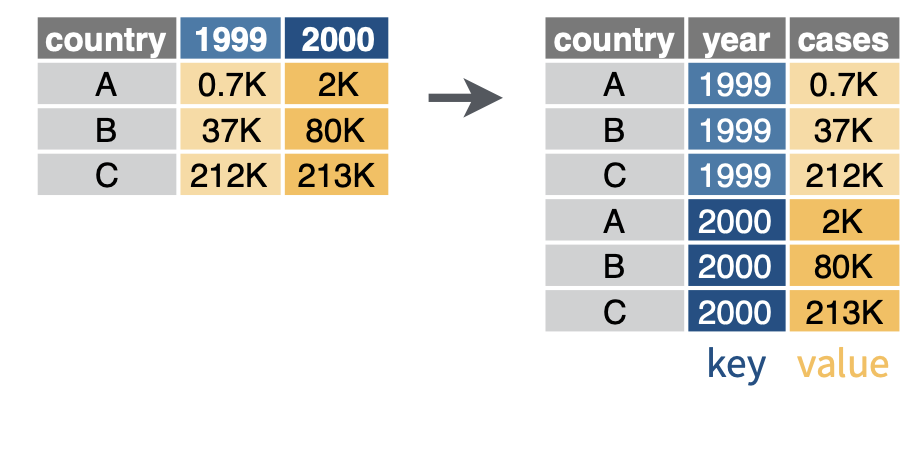 country 1999 2000
A 0.7K 2K
B 37K 80K
C 212K 213K
country year cases
A 1999 0.7K
B 1999 37K
C 1999 212K
A 2000 2K
B 2000 80K
C 2000 213K
key value